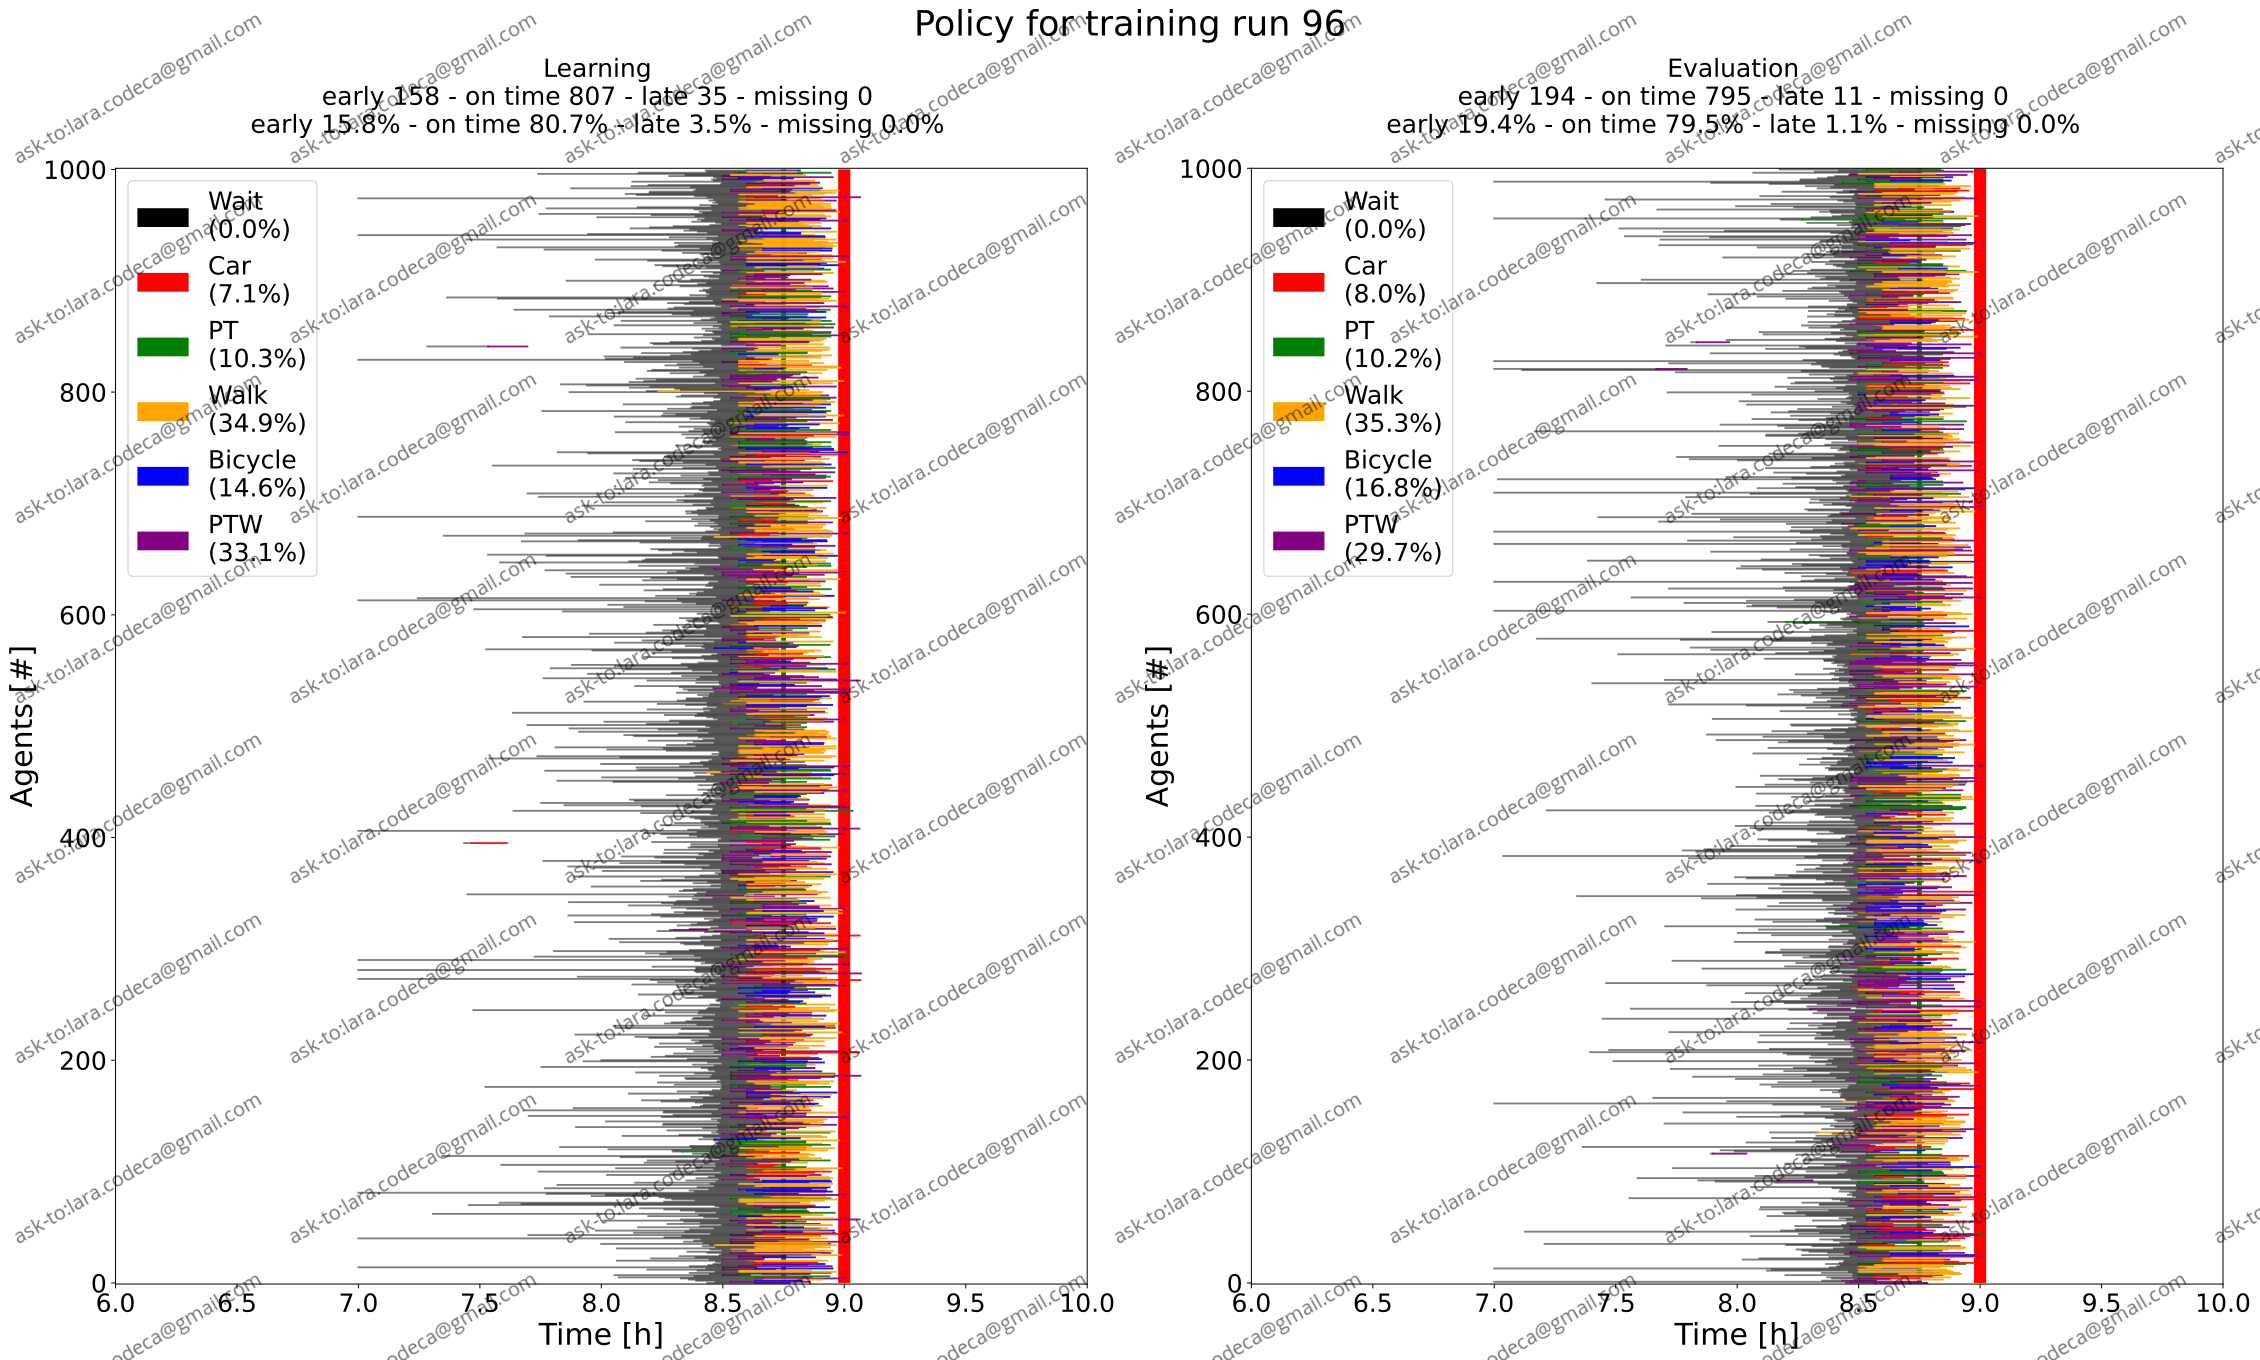 Policy for training run 96
Learning
early 158 - on time 807 - late 35 - missing 0
early 15.8% - on time 80.7% - late 3.5% - missing 0.0%
1000
800
600
400
200
0
Agents [#]
Wait
(0.0%)
Car
(7.1%)
PT
(10.3%)
Walk
(34.9%)
Bicycle
(14.6%)
PTW
(33.1%)
6.0 6.5 7.0 7.5 8.0 8.5 9.0 9.5 10.0
Time [h]
Evaluation
early 194 - on time 795 - late 11 - missing 0
early 19.4% - on time 79.5% - late 1.1% - missing 0.0%
1000
800
600
400
200
0
Agents [#]
Wait
(0.0%)
Car
(8.0%)
PT
(10.2%)
Walk
(35.3%)
Bicycle
(16.8%)
PTW
(29.7%)
6.0 6.5 7.0 7.5 8.0 8.5 9.0 9.5 10.0
Time [h]
ask-to:lara.codeca@gmail.com